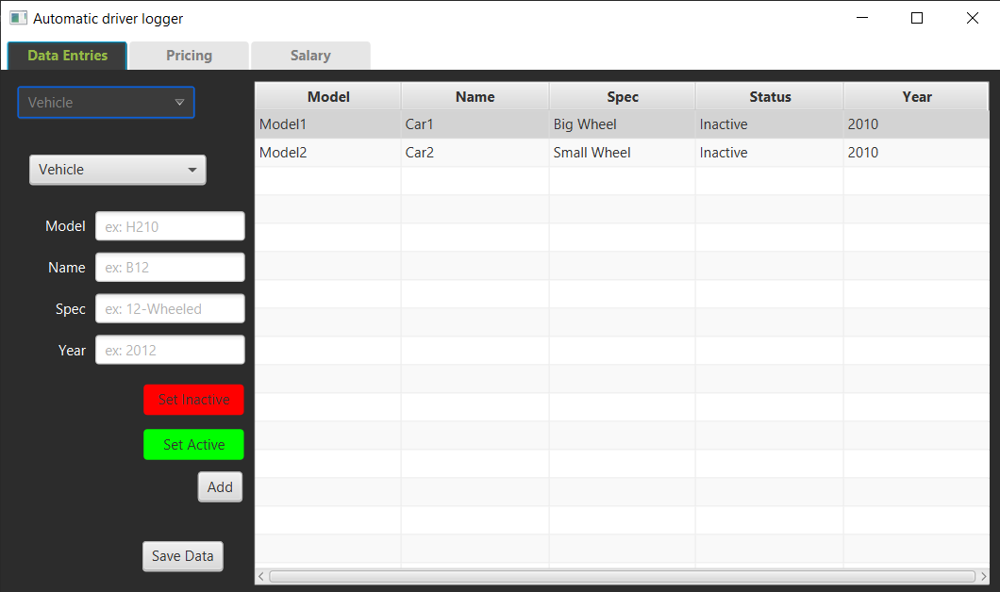 Automatic driver logger
Data Entries Pricing Salary
Vehicle
Vehicle
Model ex: H210
Name ex: B12
Spec ex: 12-Wheeled
Year ex: 2012
Set Inactive
Set Active
Add
Save Data
Model Name Spec Status Year
Model1 Car1 Big Wheel Inactive 2010
Model2 Car2 Small Wheel Inactive 2010